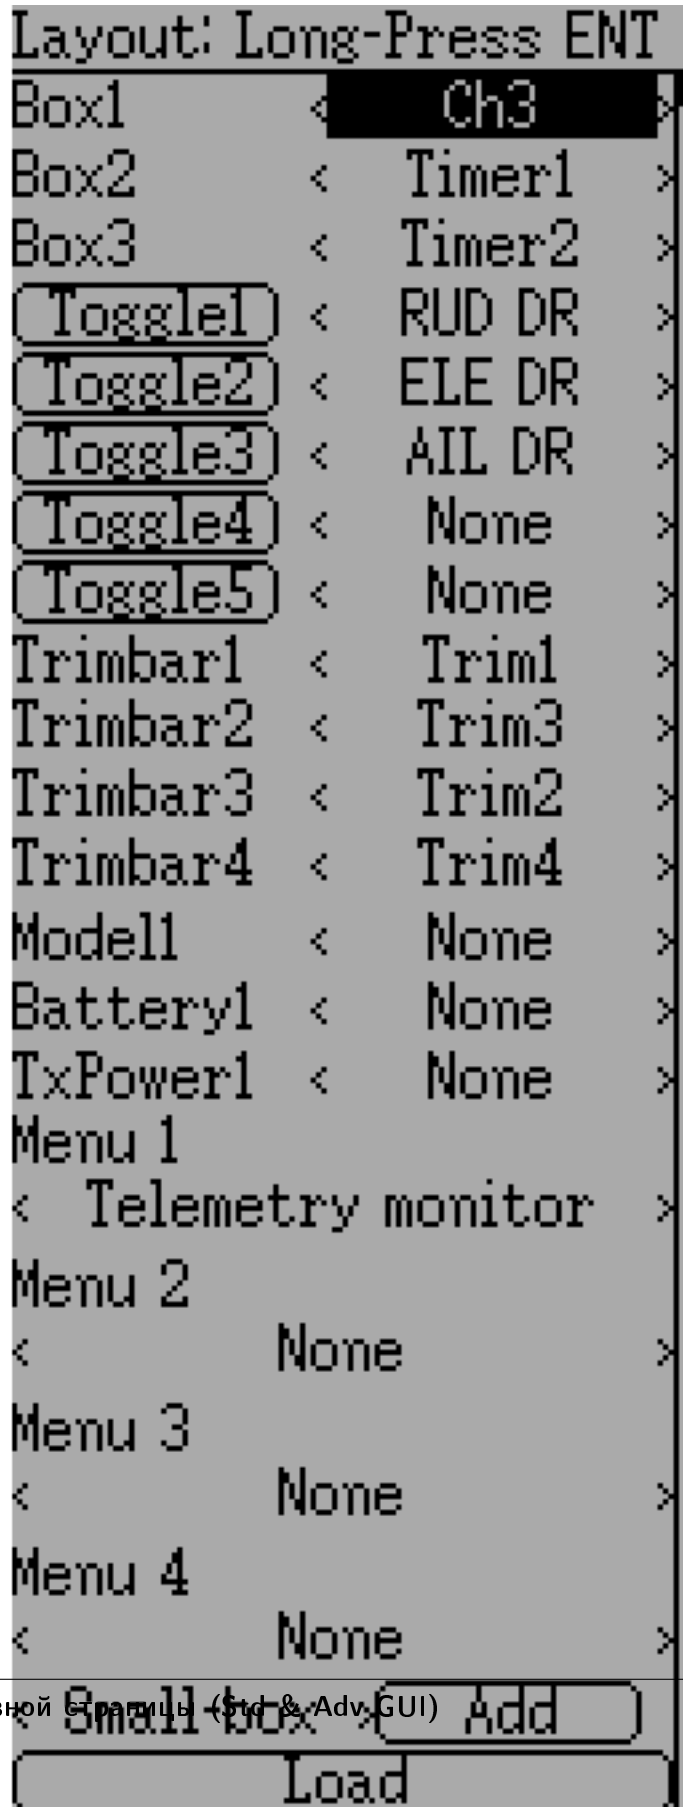 Layout: Long-Press ENT
Box1 < Ch3 >
Box2 < Timer1 >
Box3 < Timer2 >
Toggle1 < RUD DR >
Toggle2 < ELE DR >
Toggle3 < AIL DR >
Toggle4 < None >
Toggle5 < None >
Trimbar1 < Trim1 >
Trimbar2 < Trim3 >
Trimbar3 < Trim2 >
Trimbar4 < Trim4 >
Model1 < None >
Battery1 < None >
TxPower1 < None >
Menu 1
< Telemetry monitor >
Menu 2
< None >
Menu 3
< None >
Menu 4
< None >
страницы (Std & Adv GUI)
< Small-box > Add
Load